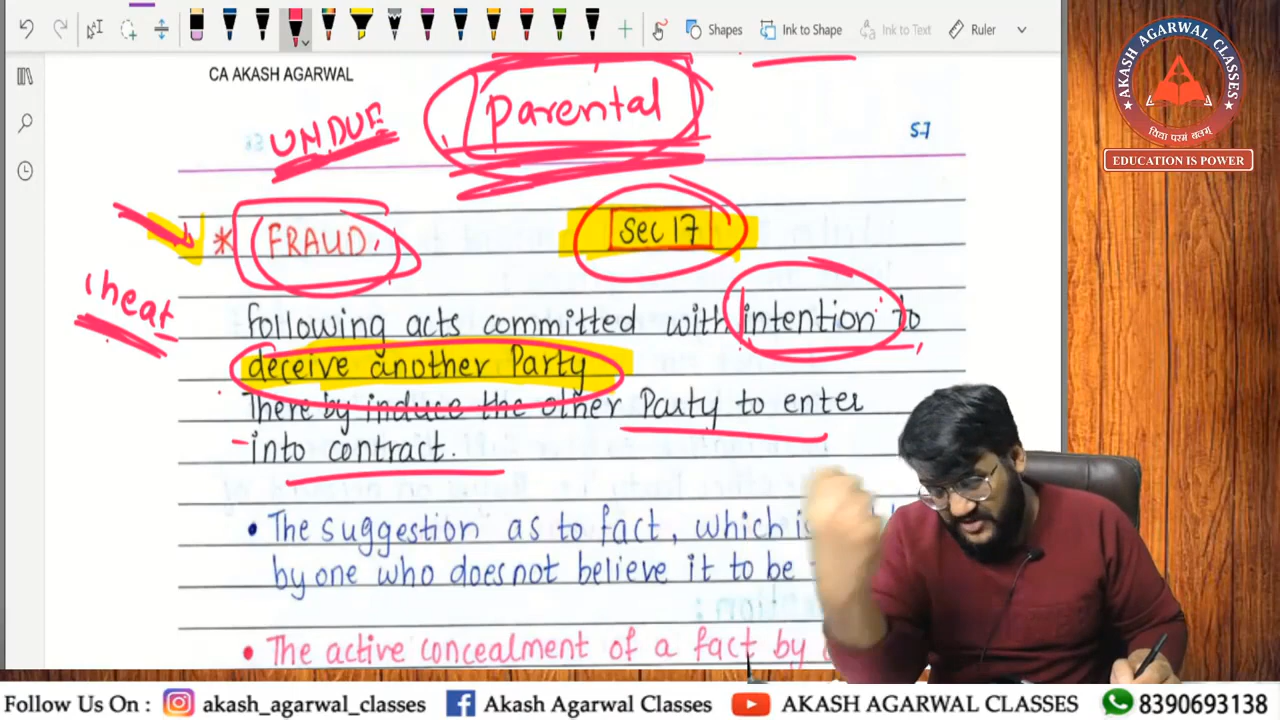 Shapes
Ink to Shape
Ink to Text
Ruler
CA AKASH AGARWAL
UNDUE
Parental
57
AKASH AGARWAL CLASSES
विद्या परमं बलम्
EDUCATION IS POWER
* FRAUD.
Sec 17
cheat
following acts committed with intention to
deceive another Party
There by induce the other Party to enter
into contract.
• The suggestion as to fact, which is
by one who does not believe it to be
• The active concealment of a fact by
Follow Us On :
akash_agarwal_classes
Akash Agarwal Classes
AKASH AGARWAL CLASSES
8390693138